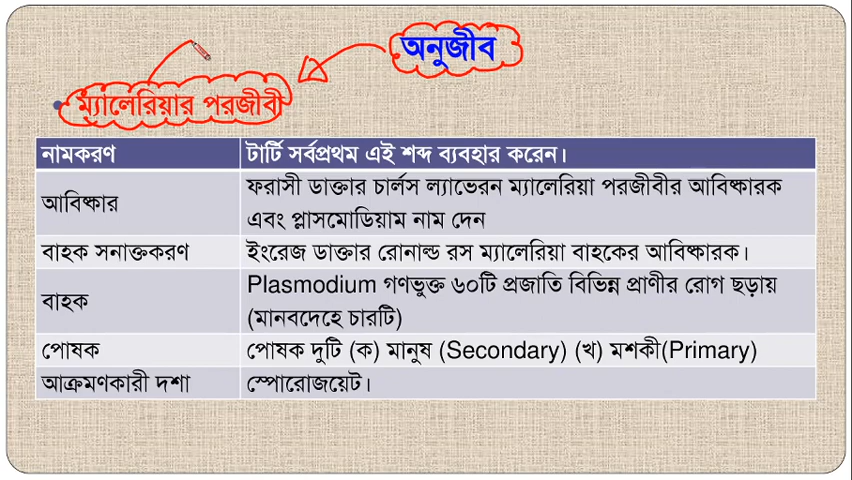 অনুজীব
ম্যালেরিয়ার পরজীবী
নামকরণ টার্টি সর্বপ্রথম এই শব্দ ব্যবহার করেন।
আবিষ্কার ফরাসী ডাক্তার চার্লস ল্যাভেরন ম্যালেরিয়া পরজীবীর আবিষ্কারক
এবং প্লাসমোডিয়াম নাম দেন
বাহক সনাক্তকরণ ইংরেজ ডাক্তার রোনাল্ড রস ম্যালেরিয়া বাহকের আবিষ্কারক।
বাহক Plasmodium গণভুক্ত ৬০টি প্রজাতি বিভিন্ন প্রাণীর রোগ ছড়ায়
(মানবদেহে চারটি)
পোষক পোষক দুটি (ক) মানুষ (Secondary) (খ) মশকী(Primary)
আক্রমণকারী দশা স্পোরোজয়েট।